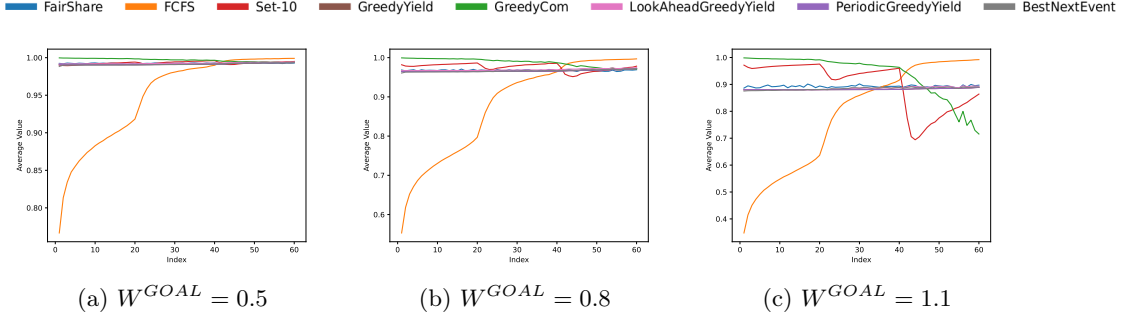 FairShare FCFS Set-10 GreedyYield GreedyCom LookAheadGreedyYield PeriodicGreedyYield BestNextEvent
1.00
0.95
0.90
0.85
0.80
Average Value
0 10 20 30 40 50 60
Index
(a) W^GOAL = 0.5
1.0
0.9
0.8
0.7
0.6
Average Value
0 10 20 30 40 50 60
Index
(b) W^GOAL = 0.8
1.0
0.9
0.8
0.7
0.6
0.5
0.4
Average Value
0 10 20 30 40 50 60
Index
(c) W^GOAL = 1.1